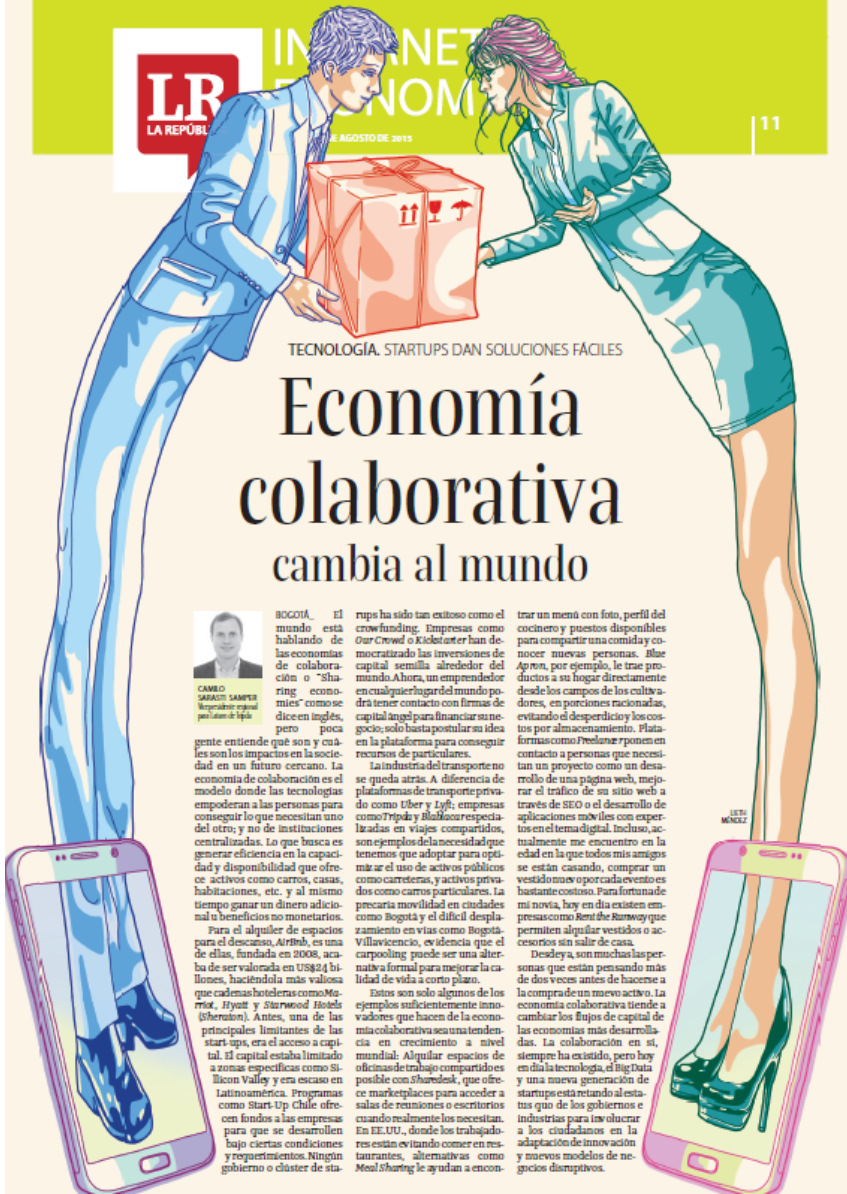 LR
LA REPÚBL
IN
NET
E
NOM
E AGOSTO DE 2015
11
TECNOLOGÍA. STARTUPS DAN SOLUCIONES FÁCILES
Economía
colaborativa
cambia al mundo
CAMILO
SARASTI SAMPER
Vicepresidente regional
para Latam de Tripda
BOGOTÁ_ El
mundo está
hablando de
las economías
de colabora-
ción o "Sha-
ring econo-
mies" como se
dice en inglés,
pero poca
gente entiende qué son y cuá-
les son los impactos en la socie-
dad en un futuro cercano. La
economía de colaboración es el
modelo donde las tecnologías
empoderan a las personas para
conseguir lo que necesitan uno
del otro; y no de instituciones
centralizadas. Lo que busca es
generar eficiencia en la capaci-
dad y disponibilidad que ofre-
ce activos como carros, casas,
habitaciones, etc. y al mismo
tiempo ganar un dinero adicio-
nal u beneficios no monetarios.
Para el alquiler de espacios
para el descanso, AirBnb, es una
de ellas, fundada en 2008, aca-
ba de ser valorada en US$24 bi-
llones, haciéndola más valiosa
que cadenas hoteleras como Ma-
rriot, Hyatt y Starwood Hotels
(Sheraton). Antes, una de las
principales limitantes de las
start-ups, era el acceso a capi-
tal. El capital estaba limitado
a zonas específicas como Si-
llicon Valley y era escaso en
Latinoamérica. Programas
como Start-Up Chile ofre-
cen fondos a las empresas
para que se desarrollen
bajo ciertas condiciones
y requerimientos. Ningún
gobierno o clúster de sta-
rups ha sido tan exitoso como el
crowfunding. Empresas como
Our Crowd o Kickstarter han de-
mocratizado las inversiones de
capital semilla alrededor del
mundo. Ahora, un emprendedor
en cualquier lugar del mundo po-
drá tener contacto con firmas de
capital ángel para financiar su ne-
gocio; solo basta postular su idea
en la plataforma para conseguir
recursos de particulares.
La industria del transporte no
se queda atrás. A diferencia de
plataformas de transporte priva-
do como Uber y Lyft; empresas
como Tripda y Blablacar especia-
lizadas en viajes compartidos,
son ejemplos de la necesidad que
tenemos que adoptar para opti-
mizar el uso de activos públicos
como carreteras, y activos priva-
dos como carros particulares. La
precaria movilidad en ciudades
como Bogotá y el difícil despla-
zamiento en vías como Bogotá-
Villavicencio, evidencia que el
carpooling puede ser una alter-
nativa formal para mejorar la ca-
lidad de vida a corto plazo.
Estos son solo algunos de los
ejemplos suficientemente inno-
vadores que hacen de la econo-
mía colaborativa sea una tenden-
cia en crecimiento a nivel
mundial: Alquilar espacios de
oficinas de trabajo compartido es
posible con Sharedesk, que ofre-
ce marketplaces para acceder a
salas de reuniones o escritorios
cuando realmente los necesitan.
En EE.UU., donde los trabajado-
res están evitando comer en res-
taurantes, alternativas como
Meal Sharing le ayudan a encon-
trar un menú con foto, perfil del
cocinero y puestos disponibles
para compartir una comida y co-
nocer nuevas personas. Blue
Apron, por ejemplo, le trae pro-
ductos a su hogar directamente
desde los campos de los cultiva-
dores, en porciones racionadas,
evitando el desperdicio y los cos-
tos por almacenamiento. Plata-
formas como Freelancer ponen en
contacto a personas que necesi-
tan un proyecto como un desa-
rrollo de una página web, mejo-
rar el tráfico de su sitio web a
través de SEO o el desarrollo de
aplicaciones móviles con exper-
tos en el tema digital. Incluso, ac-
tualmente me encuentro en la
edad en la que todos mis amigos
se están casando, comprar un
vestido nuevo por cada evento es
bastante costoso. Para fortuna de
mi novia, hoy en día existen em-
presas como Rent the Runway que
permiten alquilar vestidos o ac-
cesorios sin salir de casa.
Desde ya, son muchas las per-
sonas que están pensando más
de dos veces antes de hacerse a
la compra de un nuevo activo. La
economía colaborativa tiende a
cambiar los flujos de capital de
las economías más desarrolla-
das. La colaboración en sí,
siempre ha existido, pero hoy
en día la tecnología, el Big Data
y una nueva generación de
startups está retando al esta-
tus quo de los gobiernos e
industrias para involucrar
a los ciudadanos en la
adaptación de innovación
y nuevos modelos de ne-
gocios disruptivos.
LIETH
MÉNDEZ